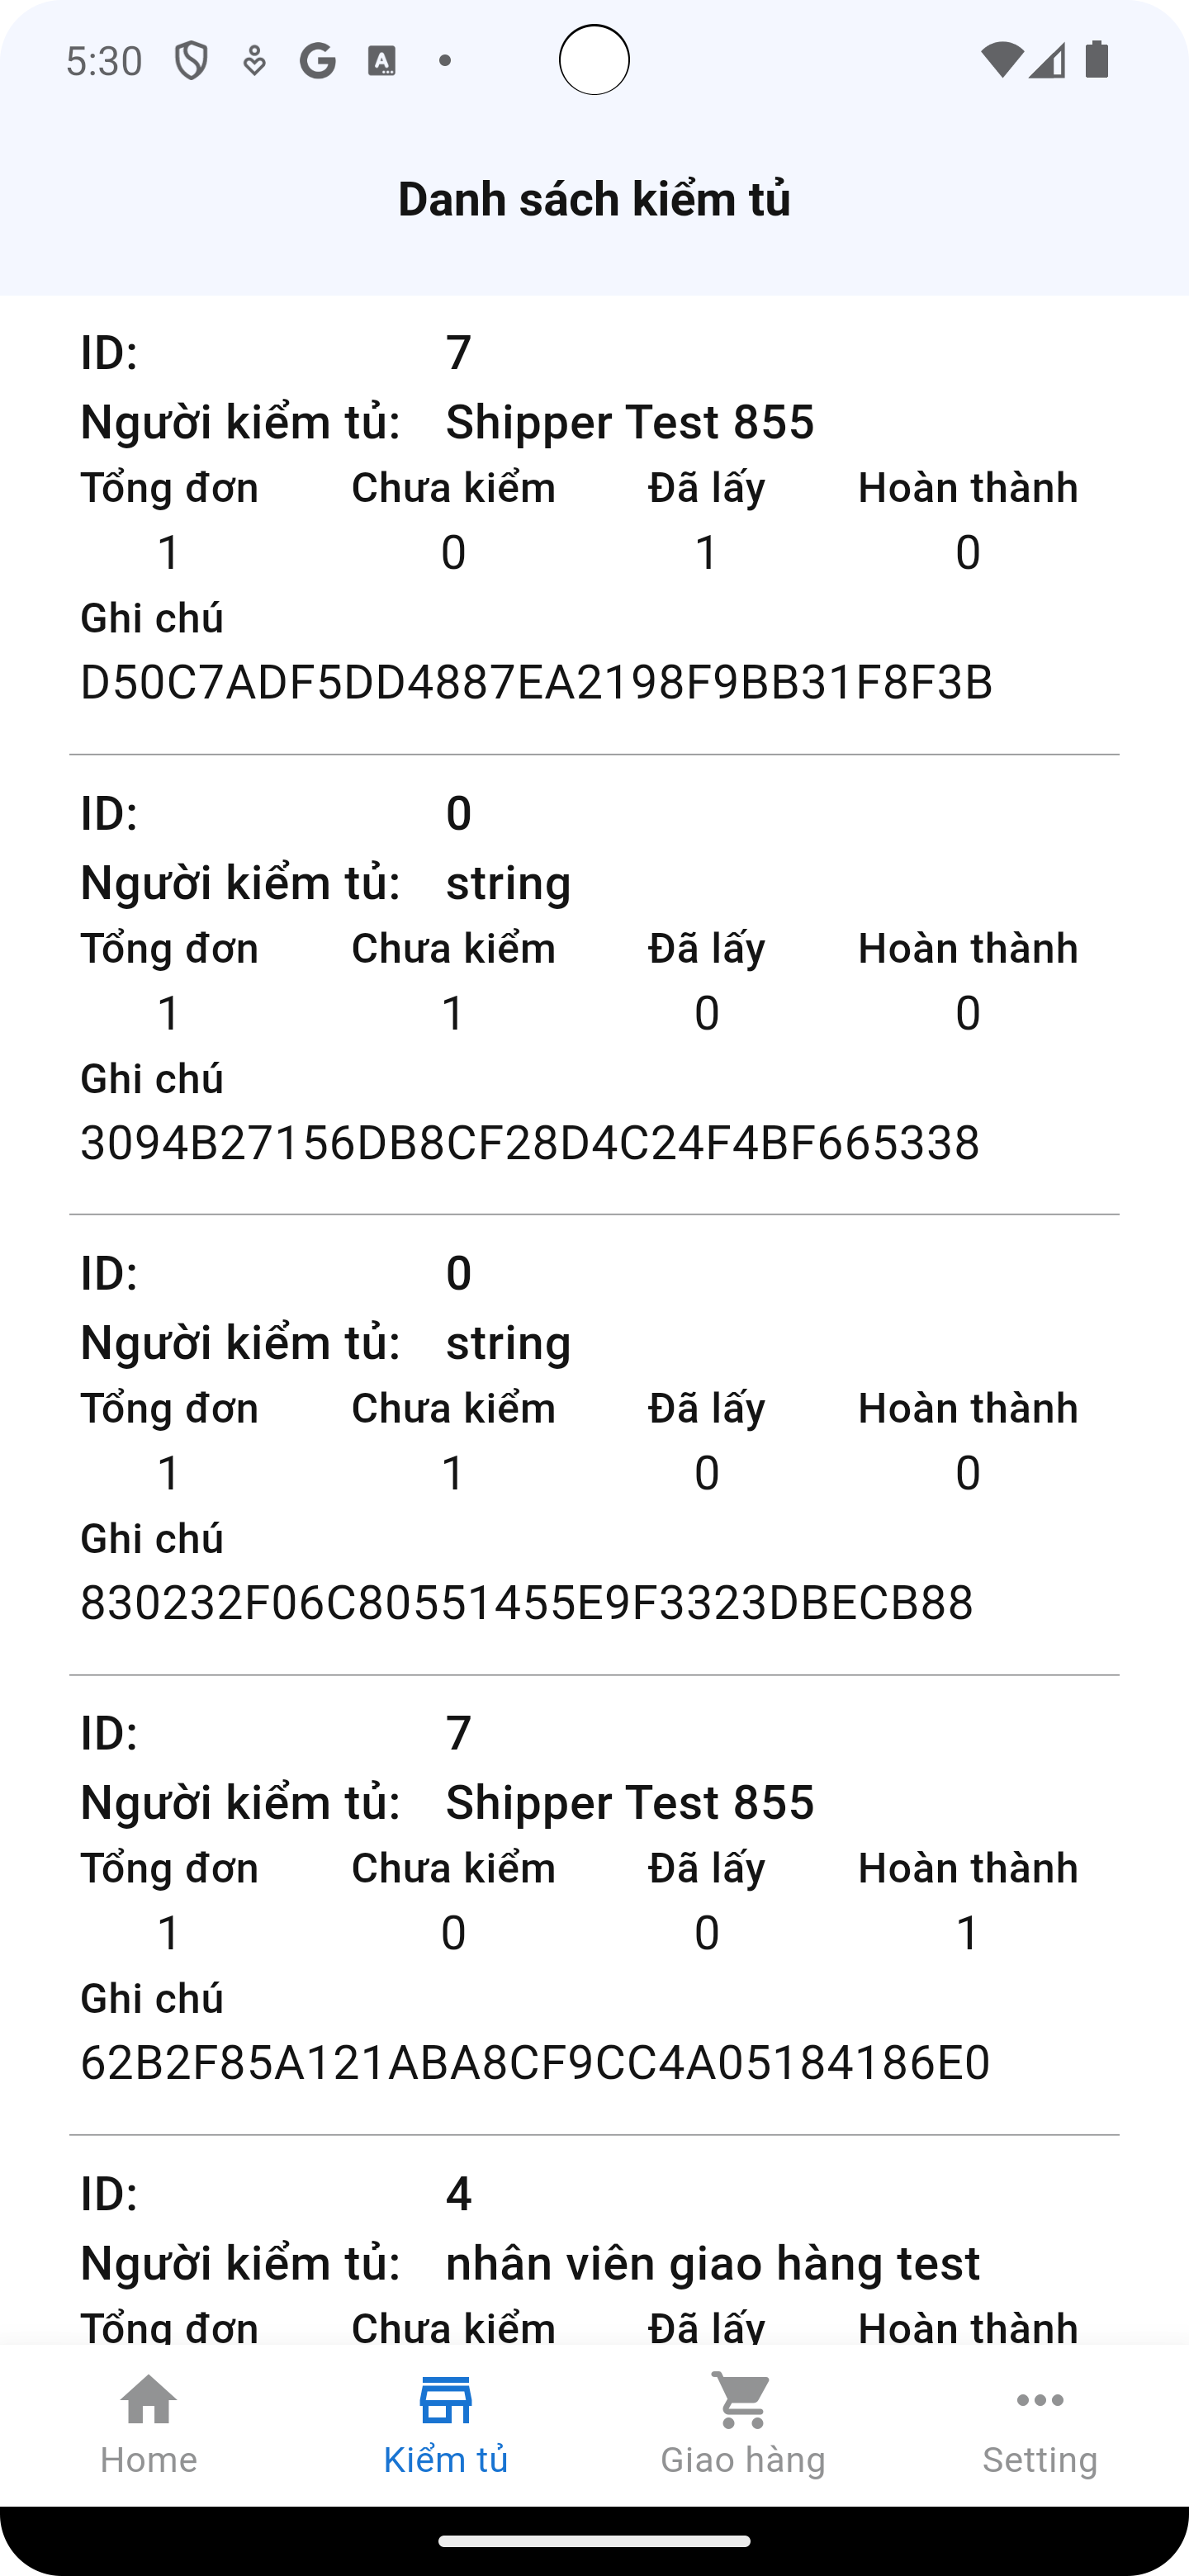 5:30
Danh sách kiểm tủ
ID: 7
Người kiểm tủ: Shipper Test 855
Tổng đơn Chưa kiểm Đã lấy Hoàn thành
1 0 1 0
Ghi chú
D50C7ADF5DD4887EA2198F9BB31F8F3B
ID: 0
Người kiểm tủ: string
Tổng đơn Chưa kiểm Đã lấy Hoàn thành
1 1 0 0
Ghi chú
3094B27156DB8CF28D4C24F4BF665338
ID: 0
Người kiểm tủ: string
Tổng đơn Chưa kiểm Đã lấy Hoàn thành
1 1 0 0
Ghi chú
830232F06C80551455E9F3323DBECB88
ID: 7
Người kiểm tủ: Shipper Test 855
Tổng đơn Chưa kiểm Đã lấy Hoàn thành
1 0 0 1
Ghi chú
62B2F85A121ABA8CF9CC4A05184186E0
ID: 4
Người kiểm tủ: nhân viên giao hàng test
Tổng đơn Chưa kiểm Đã lấy Hoàn thành
Home Kiểm tủ Giao hàng Setting